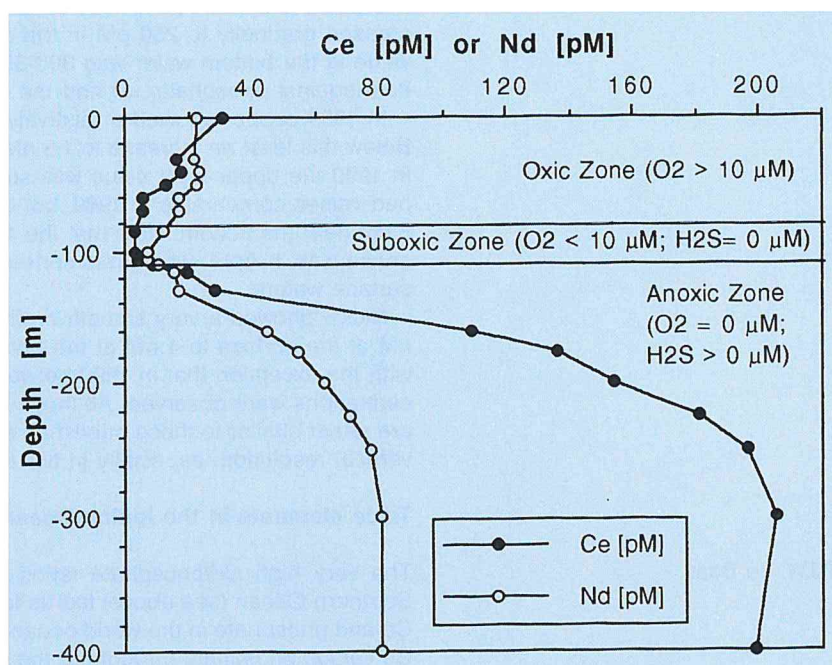 Ce [pM] or Nd [pM]
0 40 80 120 160 200
0
-100
-200
-300
-400
Depth [m]
Oxic Zone (O2 > 10 µM)
Suboxic Zone (O2 < 10 µM; H2S= 0 µM)
Anoxic Zone
(O2 = 0 µM;
H2S > 0 µM)
Ce [pM]
Nd [pM]